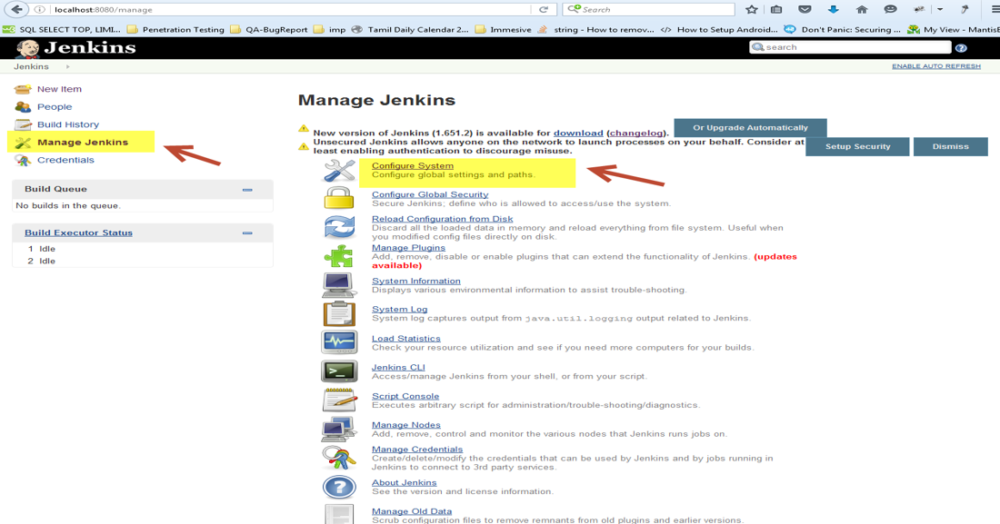 localhost:8080/manage
Search
SQL SELECT TOP, LIMI... Penetration Testing QA-BugReport imp Tamil Daily Calendar 2... Immesive string - How to remov... </> How to Setup Android... Don't Panic: Securing ... My View - Mantis
Jenkins
search
Jenkins
ENABLE AUTO REFRESH
New Item
People
Build History
Manage Jenkins
Credentials
Build Queue
No builds in the queue.
Build Executor Status
1 Idle
2 Idle
Manage Jenkins
New version of Jenkins (1.651.2) is available for download (changelog).
Or Upgrade Automatically
Unsecured Jenkins allows anyone on the network to launch processes on your behalf. Consider at
least enabling authentication to discourage misuse.
Setup Security
Dismiss
Configure System
Configure global settings and paths.
Configure Global Security
Secure Jenkins; define who is allowed to access/use the system.
Reload Configuration from Disk
Discard all the loaded data in memory and reload everything from file system. Useful when
you modified config files directly on disk.
Manage Plugins
Add, remove, disable or enable plugins that can extend the functionality of Jenkins. (updates
available)
System Information
Displays various environmental information to assist trouble-shooting.
System Log
System log captures output from java.util.logging output related to Jenkins.
Load Statistics
Check your resource utilization and see if you need more computers for your builds.
Jenkins CLI
Access/manage Jenkins from your shell, or from your script.
Script Console
Executes arbitrary script for administration/trouble-shooting/diagnostics.
Manage Nodes
Add, remove, control and monitor the various nodes that Jenkins runs jobs on.
Manage Credentials
Create/delete/modify the credentials that can be used by Jenkins and by jobs running in
Jenkins to connect to 3rd party services.
About Jenkins
See the version and license information.
Manage Old Data
Scrub configuration files to remove remnants from old plugins and earlier versions.